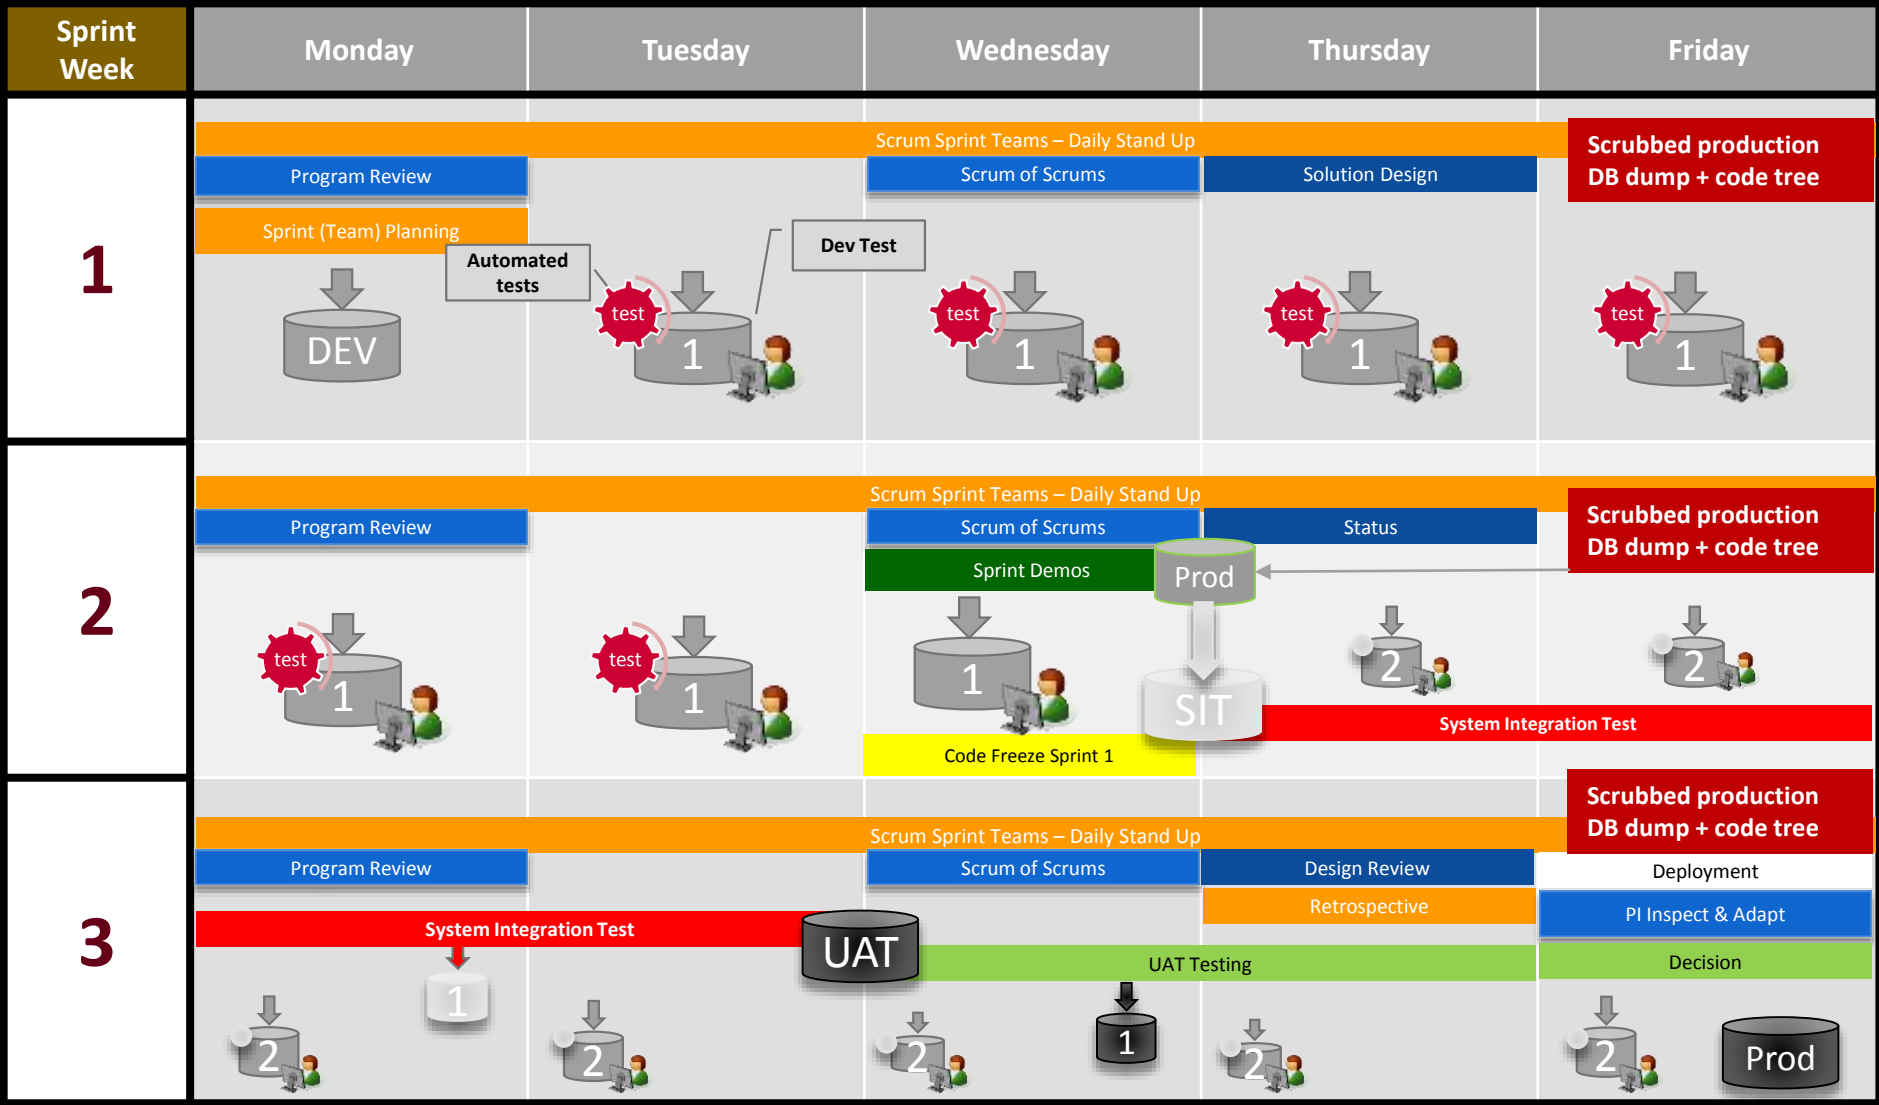 Sprint
Week
Monday
Tuesday
Wednesday
Thursday
Friday
1
Scrum Sprint Teams – Daily Stand Up
Scrubbed production
DB dump + code tree
Program Review
Scrum of Scrums
Solution Design
Sprint (Team) Planning
Automated
tests
Dev Test
DEV
test
1
test
1
test
1
test
1
2
Scrum Sprint Teams – Daily Stand Up
Scrubbed production
DB dump + code tree
Program Review
Scrum of Scrums
Status
Sprint Demos
Prod
test
1
test
1
1
SIT
2
2
System Integration Test
Code Freeze Sprint 1
3
Scrubbed production
DB dump + code tree
Scrum Sprint Teams – Daily Stand Up
Program Review
Scrum of Scrums
Design Review
Deployment
Retrospective
PI Inspect & Adapt
System Integration Test
UAT
UAT Testing
Decision
1
2
2
2
1
2
2
Prod